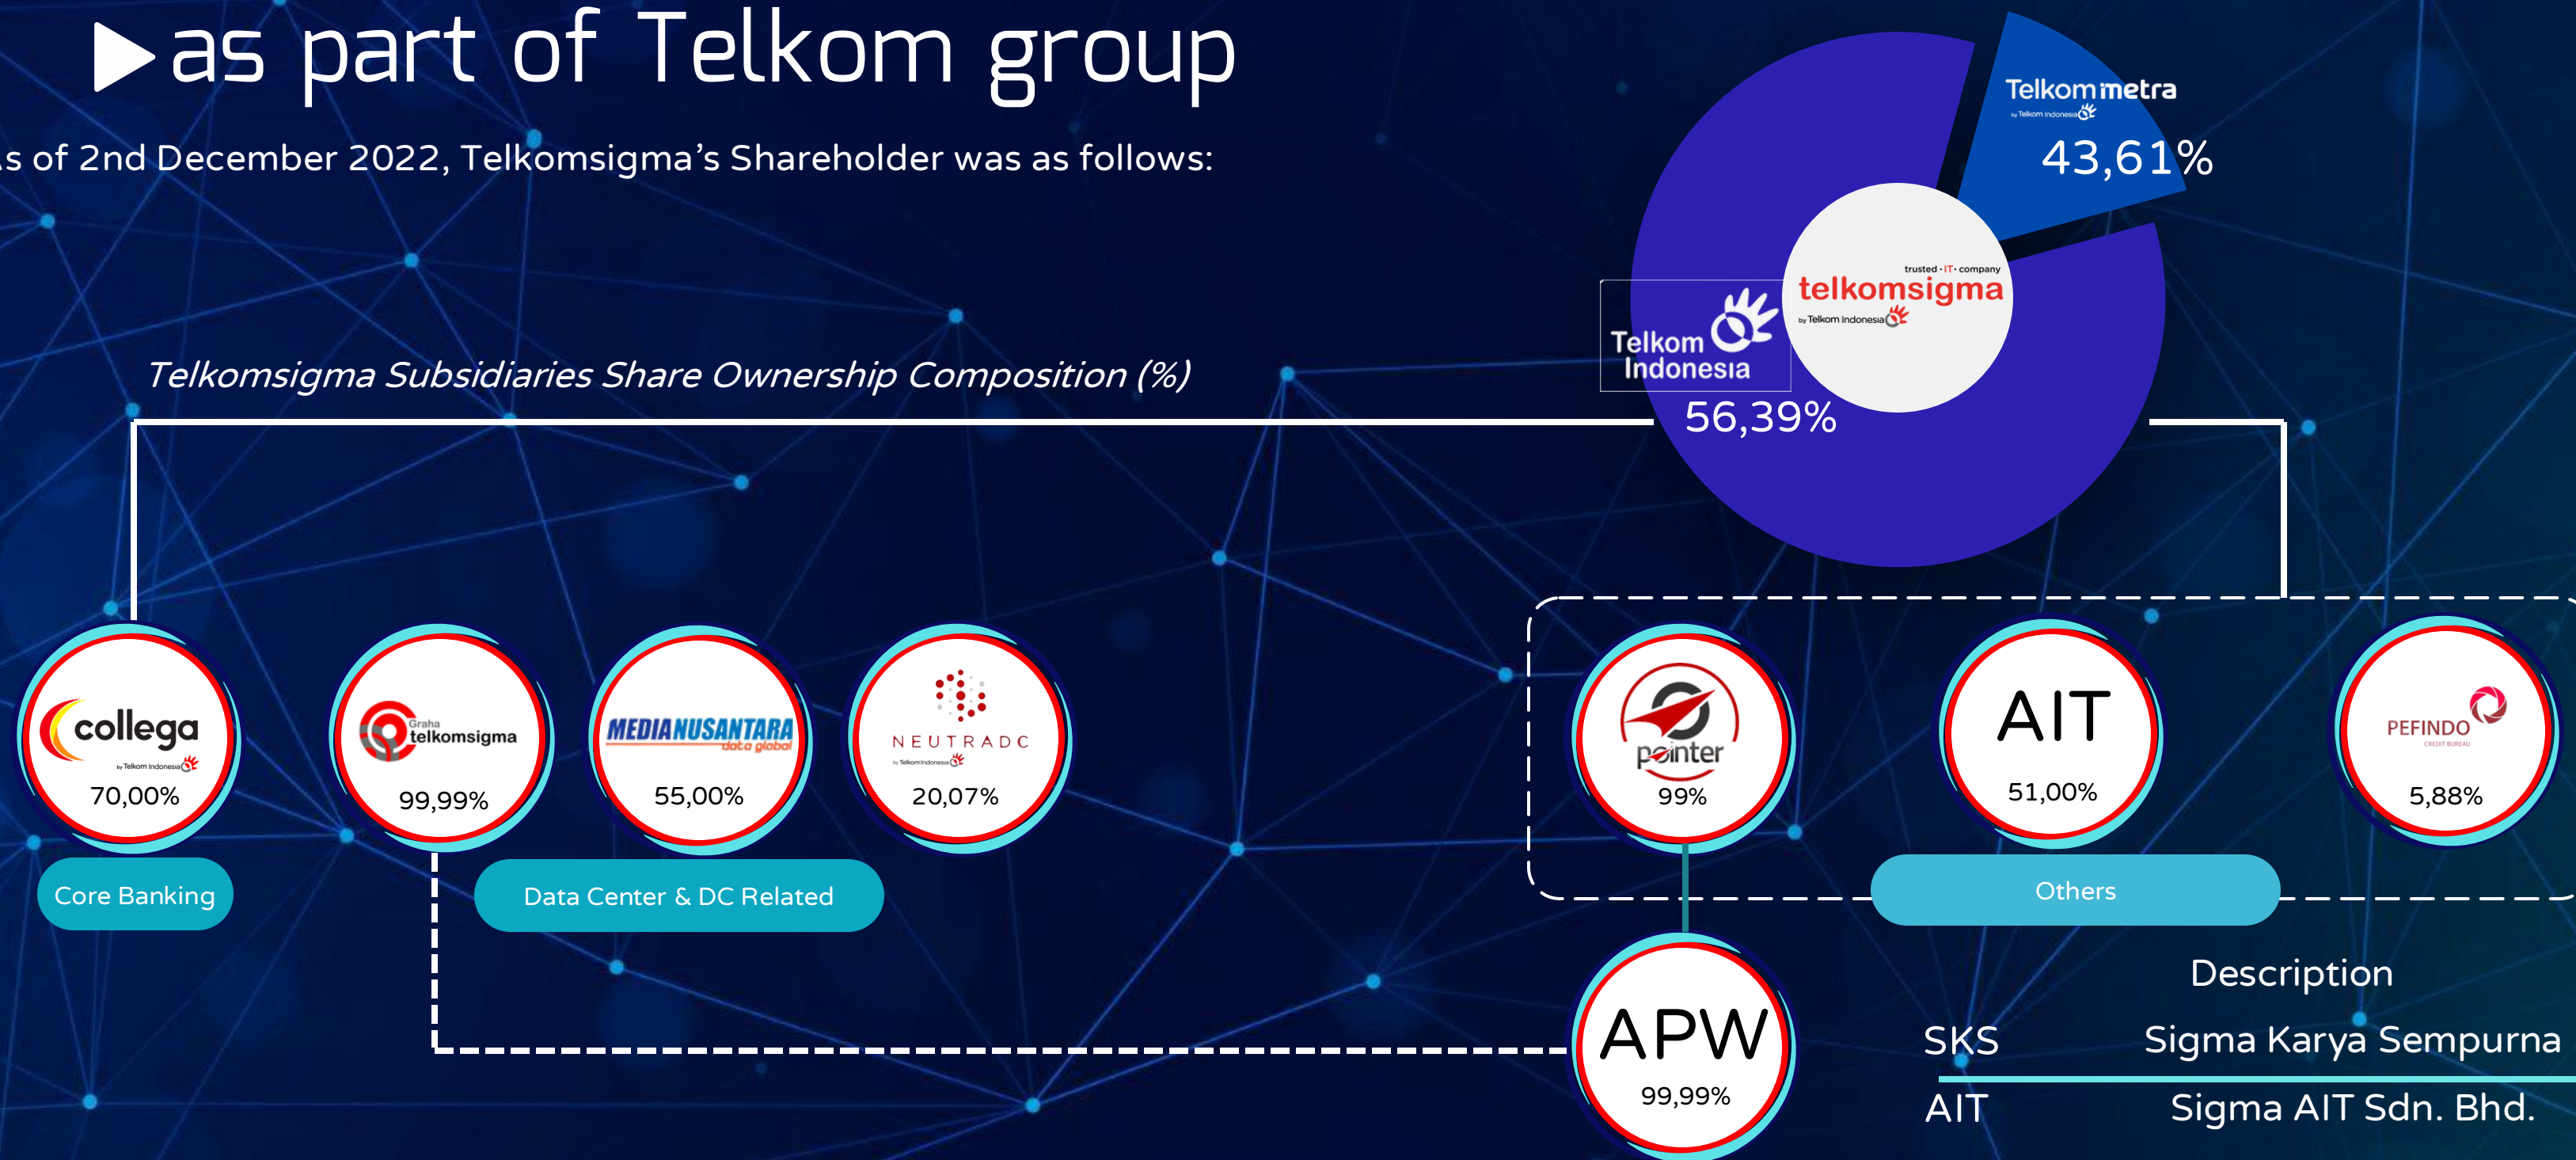 as part of Telkom group
s of 2nd December 2022, Telkomsigma's Shareholder was as follows:
Telkommetra
by Telkom Indonesia
43,61%
trusted · IT · company
telkomsigma
by Telkom Indonesia
Telkom
Indonesia
56,39%
Telkomsigma Subsidiaries Share Ownership Composition (%)
collega
by Telkom Indonesia
70,00%
Core Banking
Graha
telkomsigma
99,99%
MEDIANUSANTARA
data global
55,00%
NEUTRADC
by Telkom Indonesia
20,07%
Data Center & DC Related
pointer
99%
AIT
51,00%
PEFINDO
CREDIT BUREAU
5,88%
Others
APW
99,99%
Description
SKS Sigma Karya Sempurna
AIT Sigma AIT Sdn. Bhd.